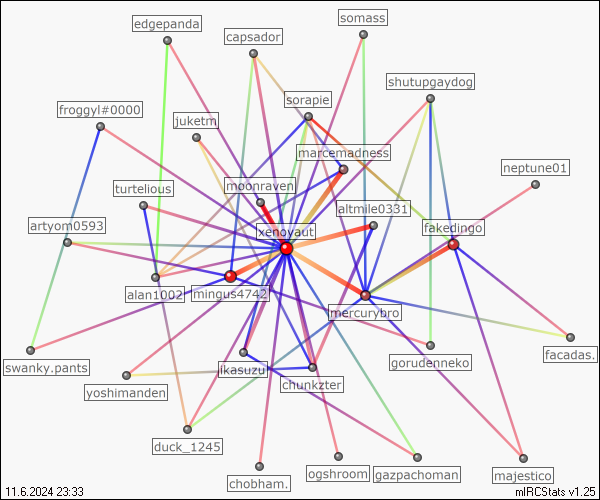 somass
edgepanda
capsador
shutupgaydog
sorapie
froggyl#0000
juketm
marcemadness
neptune01
moonraven
turtelious
altmile0331
artyom0593
xenoyaut
fakedingo
alan1002
mingus4742
mercurybro
swanky.pants
ikasuzu
gorudenneko
facadas.
yoshimanden
chunkzter
duck_1245
chobham.
ogshroom
gazpachoman
majestico
11.6.2024 23:33
mIRCStats v1.25